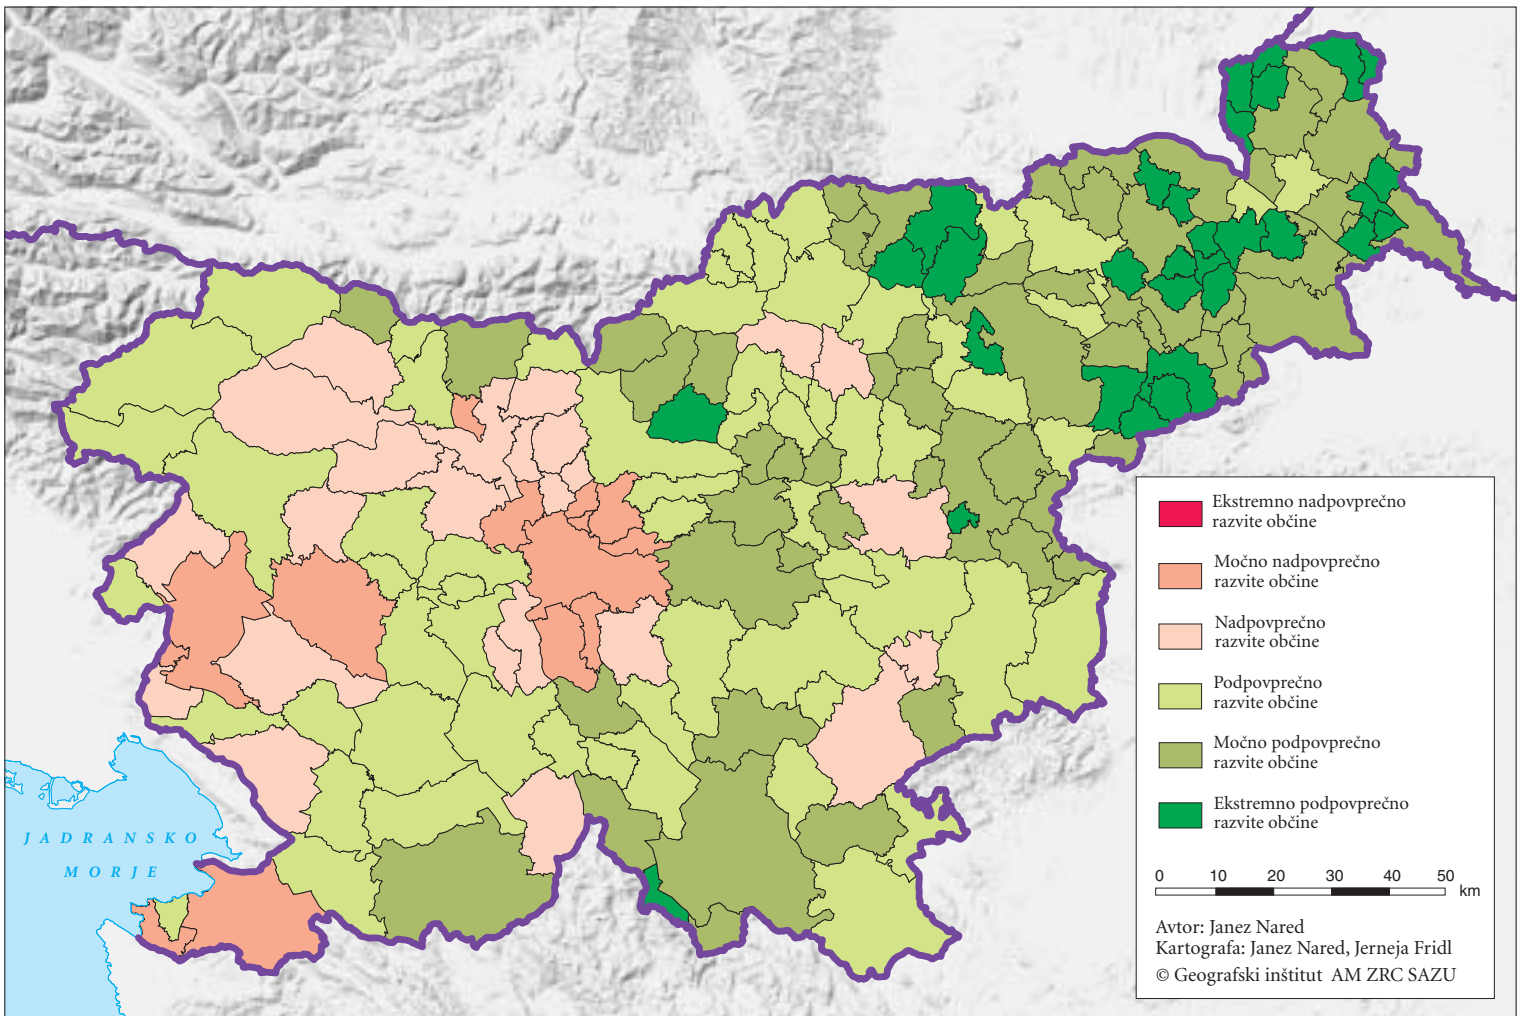 JADRANSKO
MORJE
Ekstremno nadpovprečno
razvite občine
Močno nadpovprečno
razvite občine
Nadpovprečno
razvite občine
Podpovprečno
razvite občine
Močno podpovprečno
razvite občine
Ekstremno podpovprečno
razvite občine
0 10 20 30 40 50
km
Avtor: Janez Nared
Kartografa: Janez Nared, Jerneja Fridl
© Geografski inštitut AM ZRC SAZU